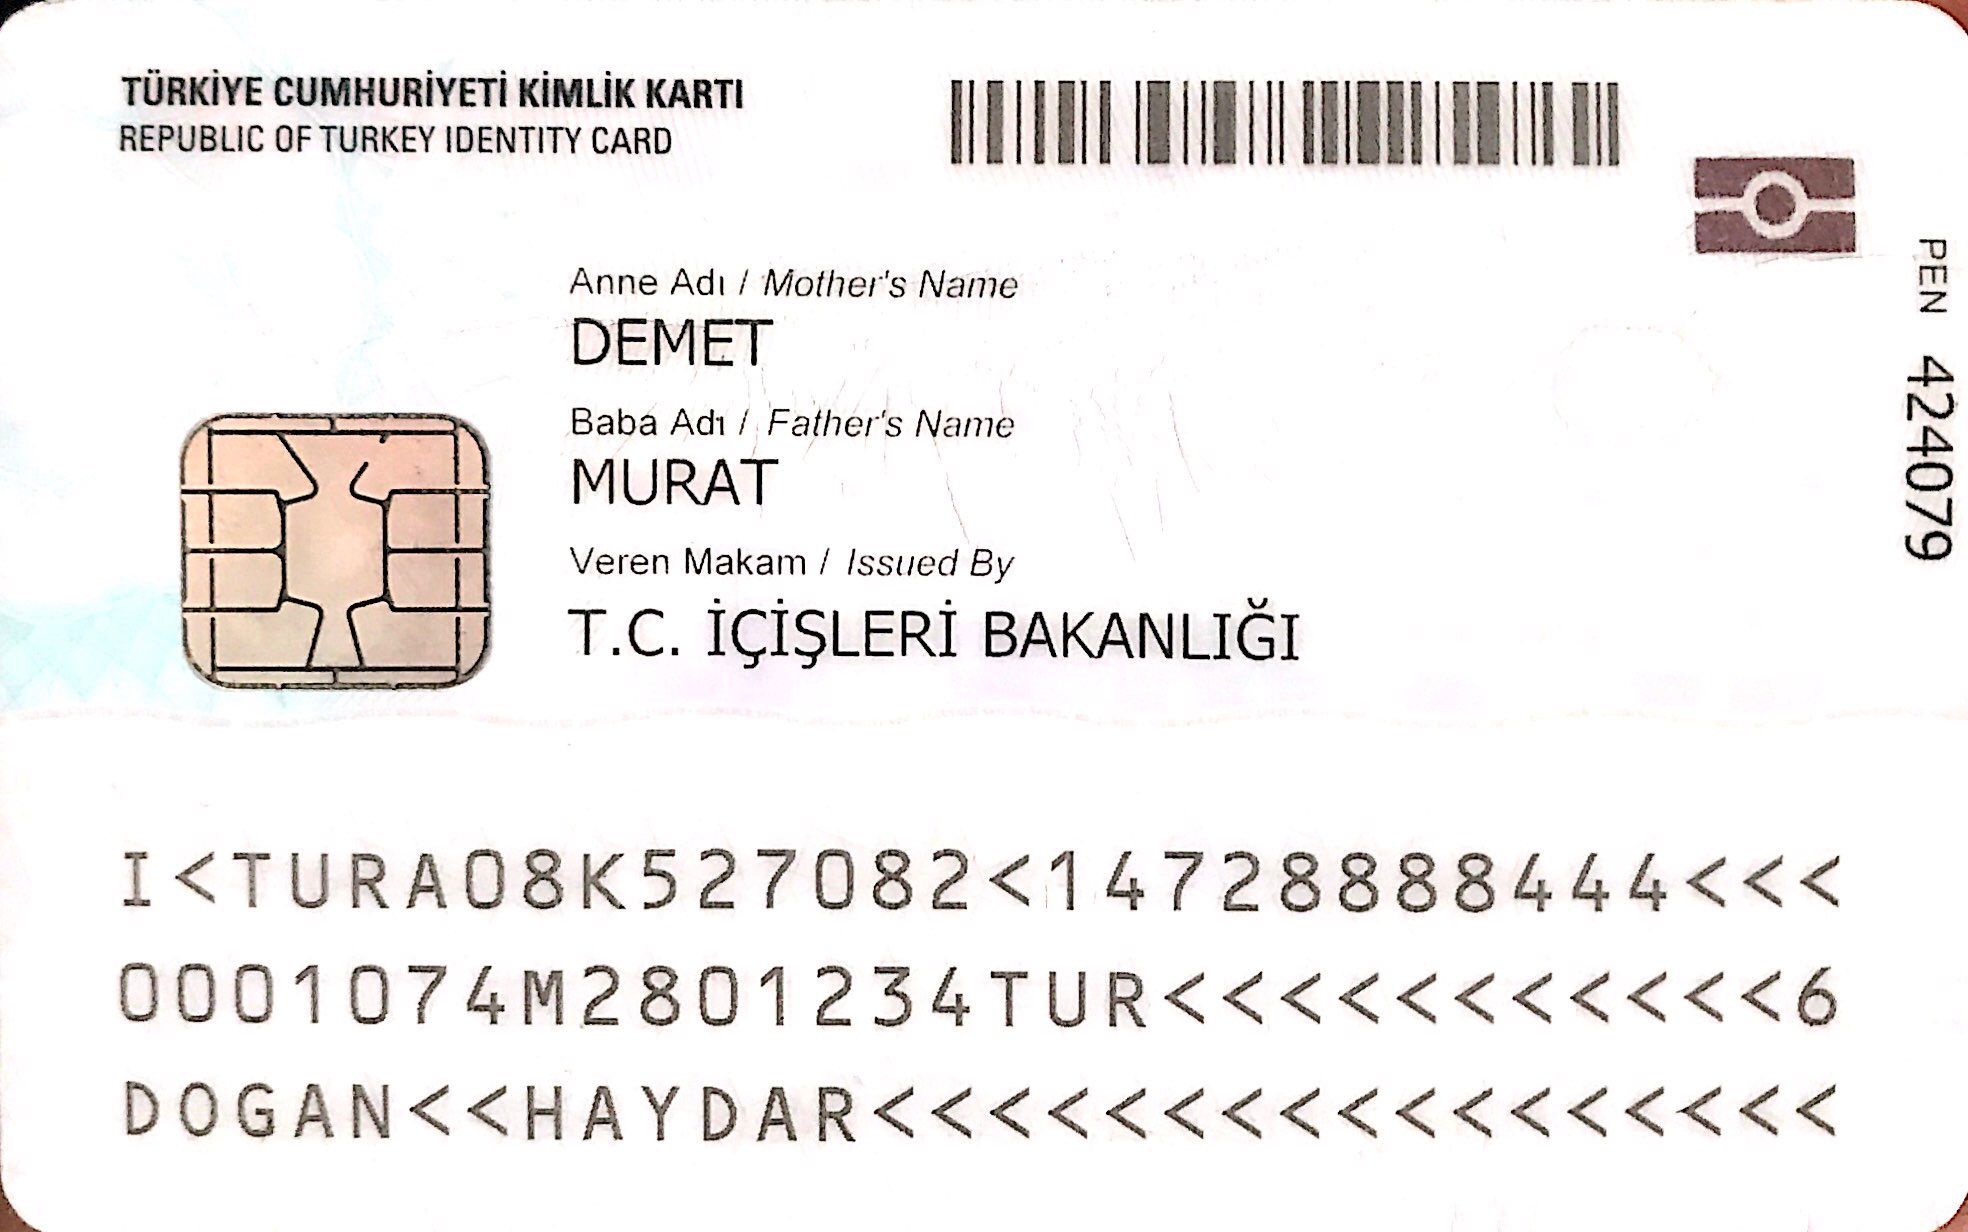 TÜRKİYE CUMHURİYETİ KİMLİK KARTI
REPUBLIC OF TURKEY IDENTITY CARD
Anne Adı / Mother's Name
DEMET
Baba Adı / Father's Name
MURAT
Veren Makam / Issued By
T.C. İÇİŞLERİ BAKANLIĞI
PEN 424079
I<TURA08K527082<14728888444<<<
0001074M2801234TUR<<<<<<<<<<<6
DOGAN<<HAYDAR<<<<<<<<<<<<<<<<<